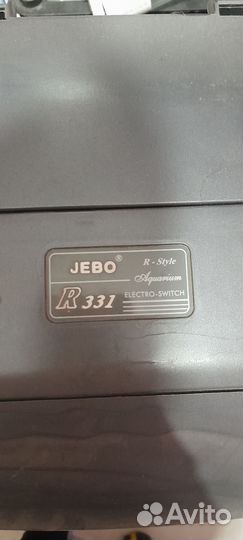 JEBO® R-Style
Aquarium
R 331 ELECTRO-SWITCH
Avito